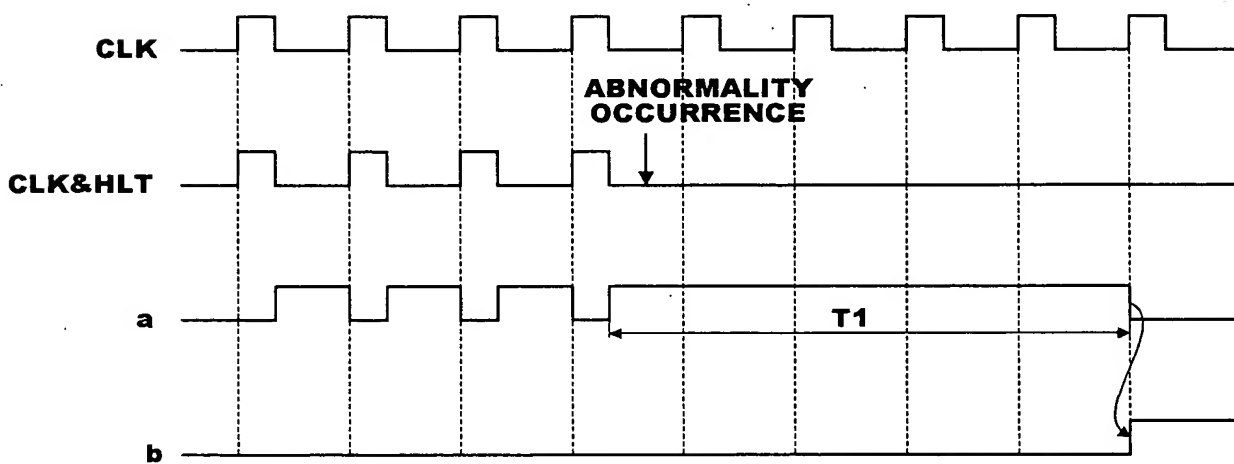 CLK
ABNORMALITY
OCCURRENCE
CLK&HLT
a
T1
b